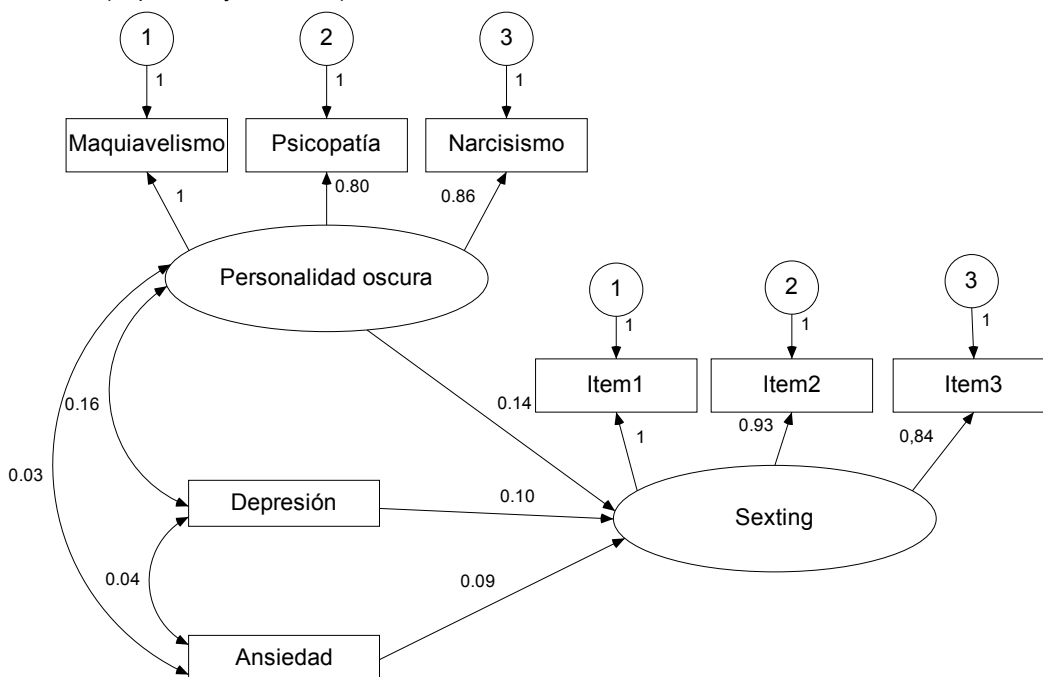 1
2
3
1
1
1
Maquiavelismo
Psicopatía
Narcisismo
1
0.80
0.86
Personalidad oscura
1
2
3
1
1
1
Item1
Item2
Item3
0.16
0.14
1
0.93
0,84
0.03
Depresión
0.10
Sexting
0.04
0.09
Ansiedad